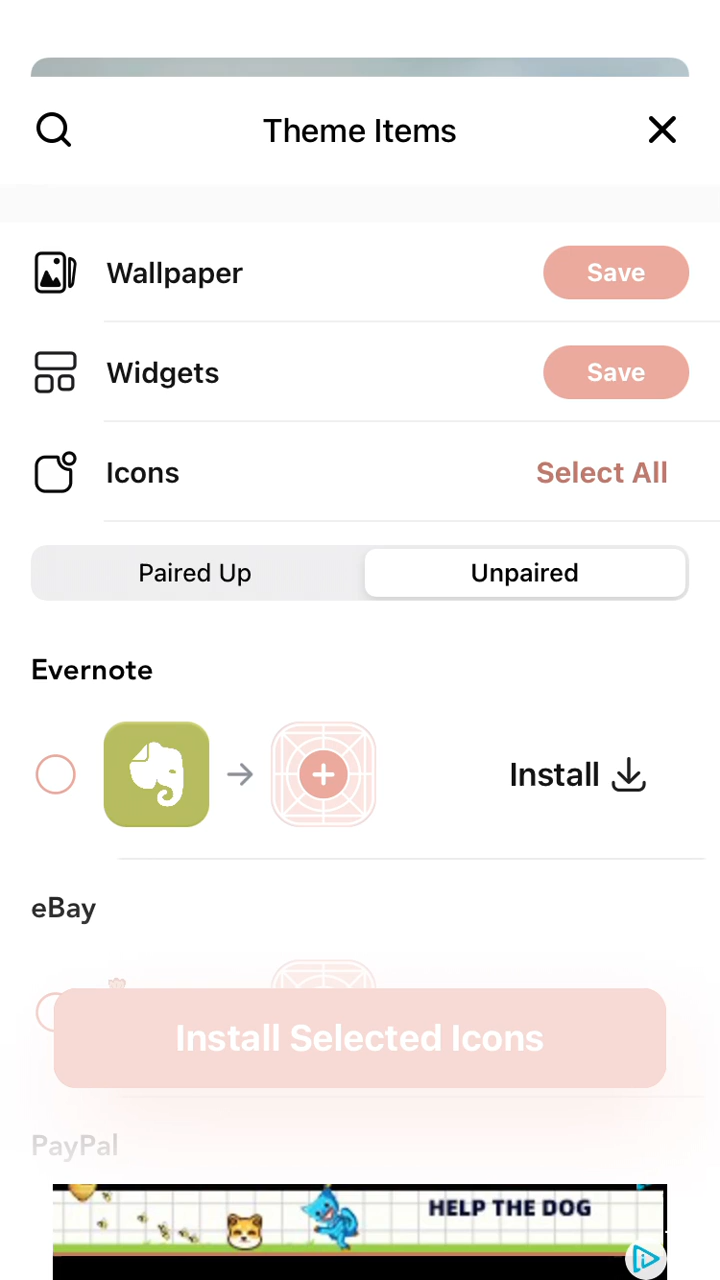 Theme Items
Wallpaper
Save
Widgets
Save
Icons
Select All
Paired Up
Unpaired
Evernote
Install
eBay
Install Selected Icons
PayPal
HELP THE DOG